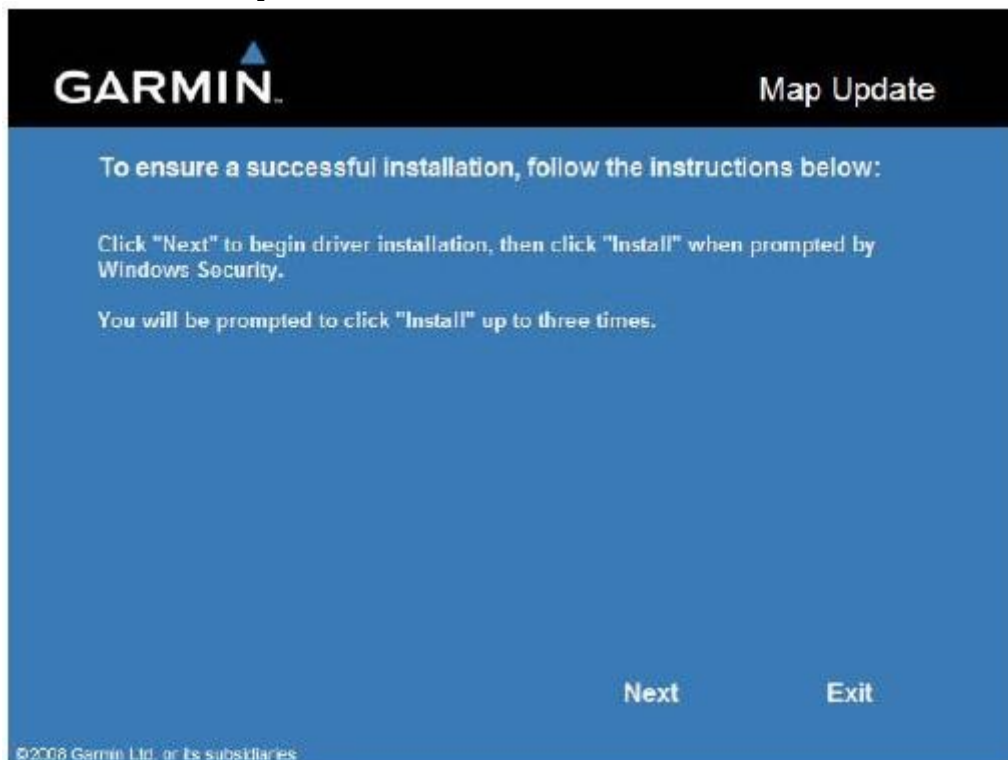 GARMIN
Map Update
To ensure a successful installation, follow the instructions below:
Click "Next" to begin driver installation, then click "Install" when prompted by
Windows Security.
You will be prompted to click "Install" up to three times.
Next Exit
©2008 Garmin Ltd. or its subsidiaries